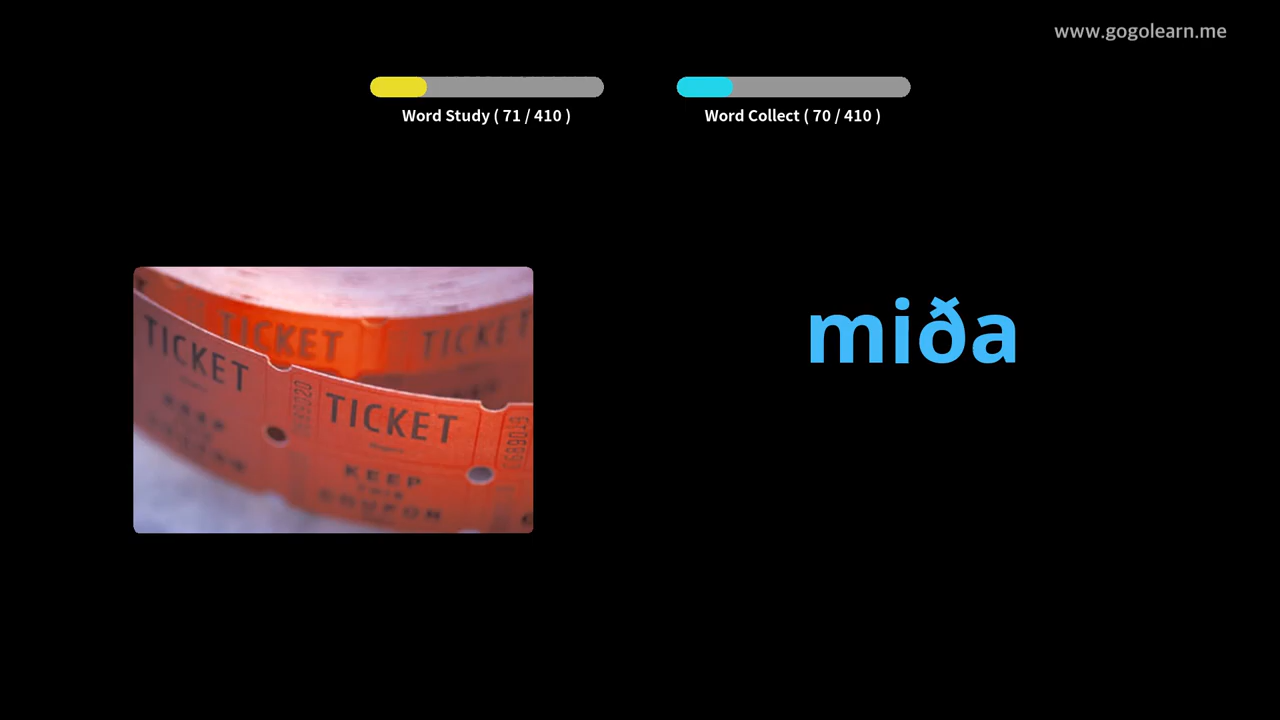 www.gogolearn.me
Word Study ( 71 / 410 )
Word Collect ( 70 / 410 )
miða
TICKET
TICKET
TICKET
TICKET
KEEP